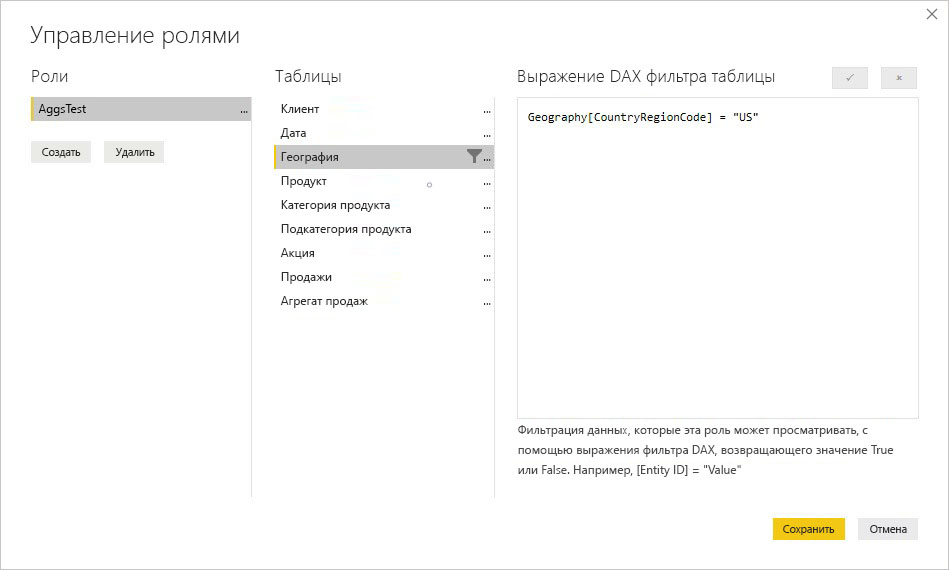 Управление ролями
Роли
AggsTest
...
Создать
Удалить
Таблицы
Клиент
...
Дата
...
География
...
Продукт
...
Категория продукта
...
Подкатегория продукта
...
Акция
...
Продажи
...
Агрегат продаж
...
Выражение DAX фильтра таблицы
Geography[CountryRegionCode] = "US"
Фильтрация данных, которые эта роль может просматривать, с
помощью выражения фильтра DAX, возвращающего значение True
или False. Например, [Entity ID] = "Value"
Сохранить
Отмена